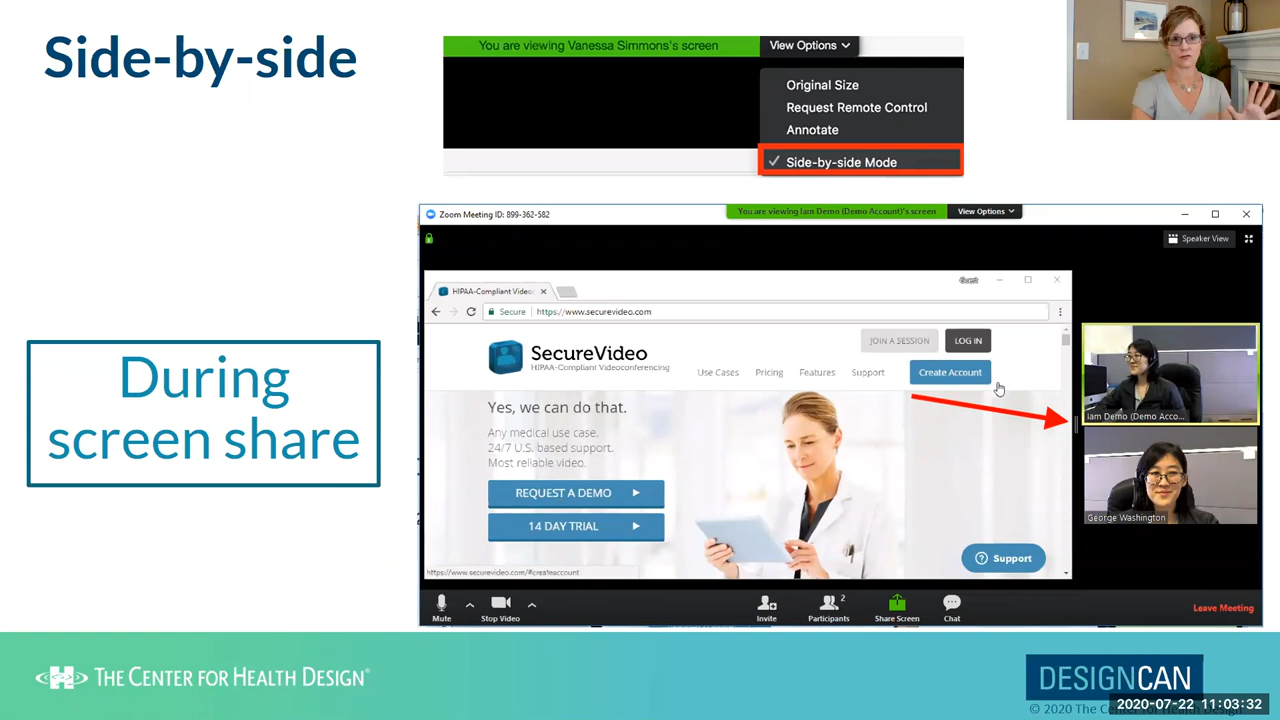 Side-by-side
You are viewing Vanessa Simmons's screen
View Options
Original Size
Request Remote Control
Annotate
Side-by-side Mode
During
screen share
Zoom Meeting ID: 899-362-582
You are viewing Iam Demo (Demo Account)'s screen
View Options
Speaker View
HIPAA-Compliant Video
Guest
Secure
https://www.securevideo.com
JOIN A SESSION
LOG IN
SecureVideo
HIPAA-Compliant Videoconferencing
Use Cases
Pricing
Features
Support
Create Account
Yes, we can do that.
Any medical use case.
24/7 U.S. based support.
Most reliable video.
REQUEST A DEMO
14 DAY TRIAL
Support
https://www.securevideo.com/#createaccount
Iam Demo (Demo Acco...
George Washington
Mute
Stop Video
Invite
2
Participants
Share Screen
Chat
Leave Meeting
THE CENTER FOR HEALTH DESIGN®
DESIGNCAN
© 2020 The
2020-07-22 11:03:32